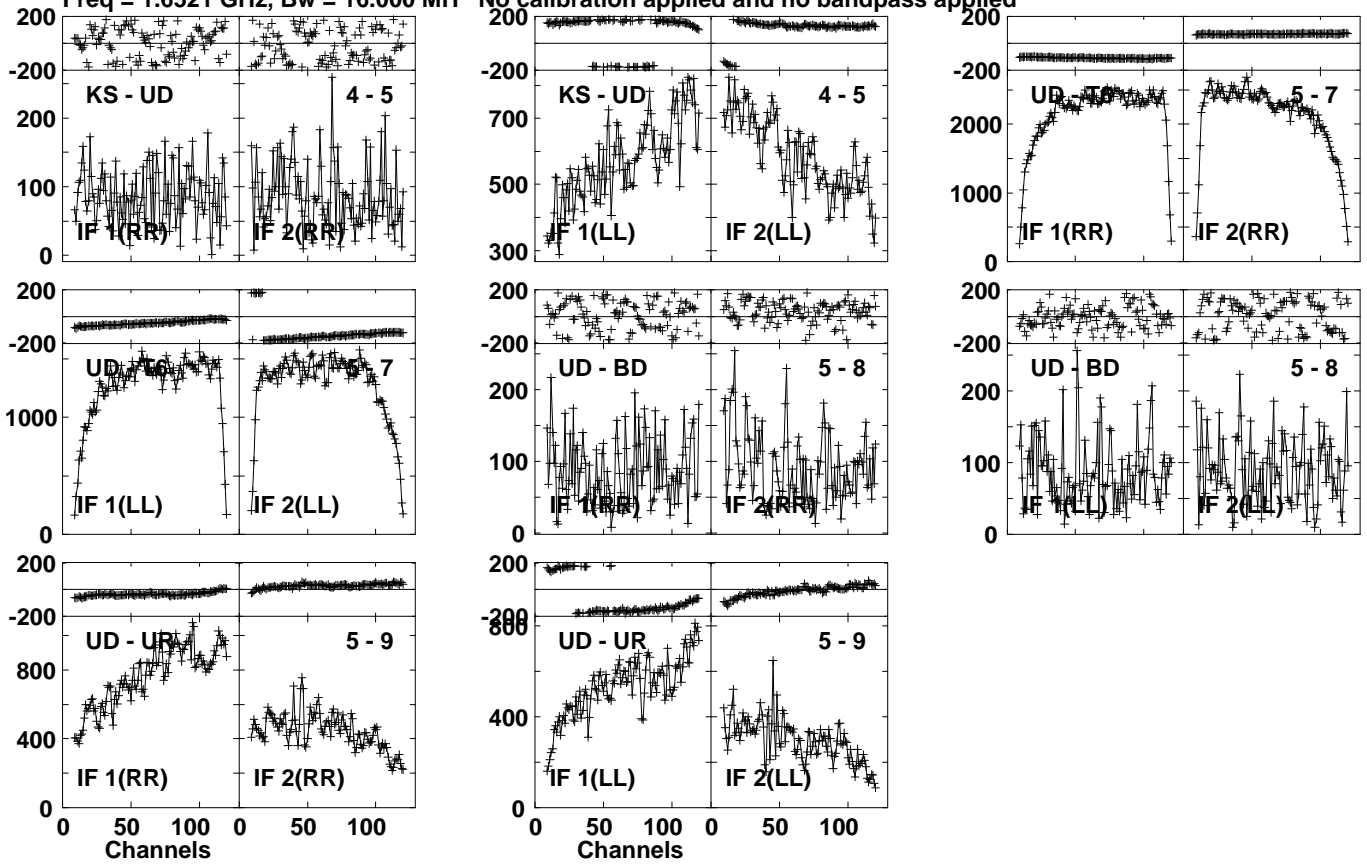 Freq = 1.6521 GHz, Bw = 16.000 MH No calibration applied and no bandpass applied
200
-200
KS - UD
4 - 5
200
100
0
IF 1(RR)
IF 2(RR)
200
-200
KS - UD
4 - 5
700
500
300
IF 1(LL)
IF 2(LL)
200
-200
UD - T6
5 - 7
2000
1000
0
IF 1(RR)
IF 2(RR)
200
-200
UD - T6
5 - 7
1000
0
IF 1(LL)
IF 2(LL)
200
-200
UD - BD
5 - 8
200
100
0
IF 1(RR)
IF 2(RR)
200
-200
UD - BD
5 - 8
200
100
0
IF 1(LL)
IF 2(LL)
200
-200
UD - UR
5 - 9
800
400
0
IF 1(RR)
IF 2(RR)
0 50 100 0 50 100
Channels
200
-200
800
UD - UR
5 - 9
400
0
IF 1(LL)
IF 2(LL)
0 50 100 0 50 100
Channels